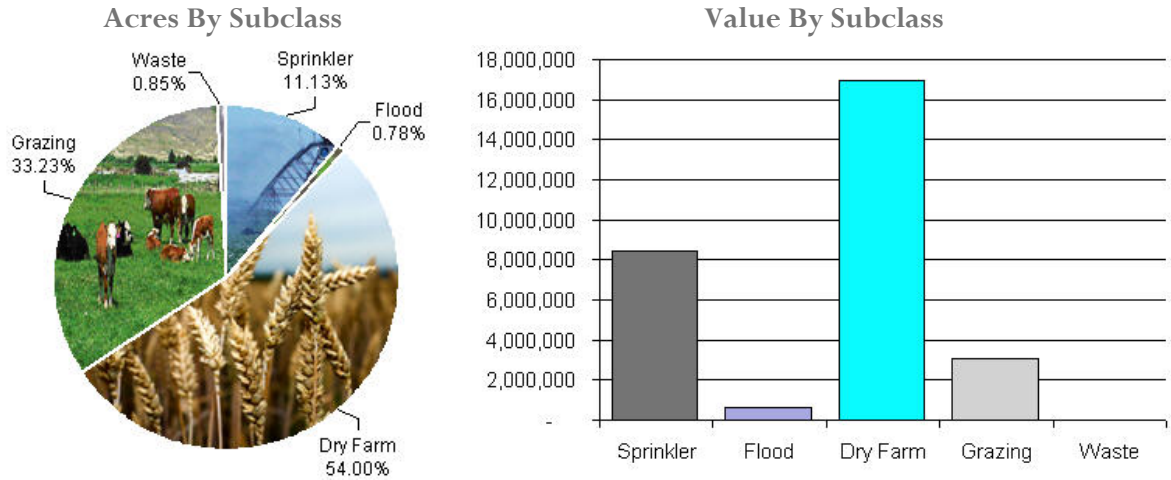 Acres By Subclass
Waste
0.85%
Sprinkler
11.13%
Flood
0.78%
Grazing
33.23%
Dry Farm
54.00%
Value By Subclass
18,000,000
16,000,000
14,000,000
12,000,000
10,000,000
8,000,000
6,000,000
4,000,000
2,000,000
-
Sprinkler Flood Dry Farm Grazing Waste